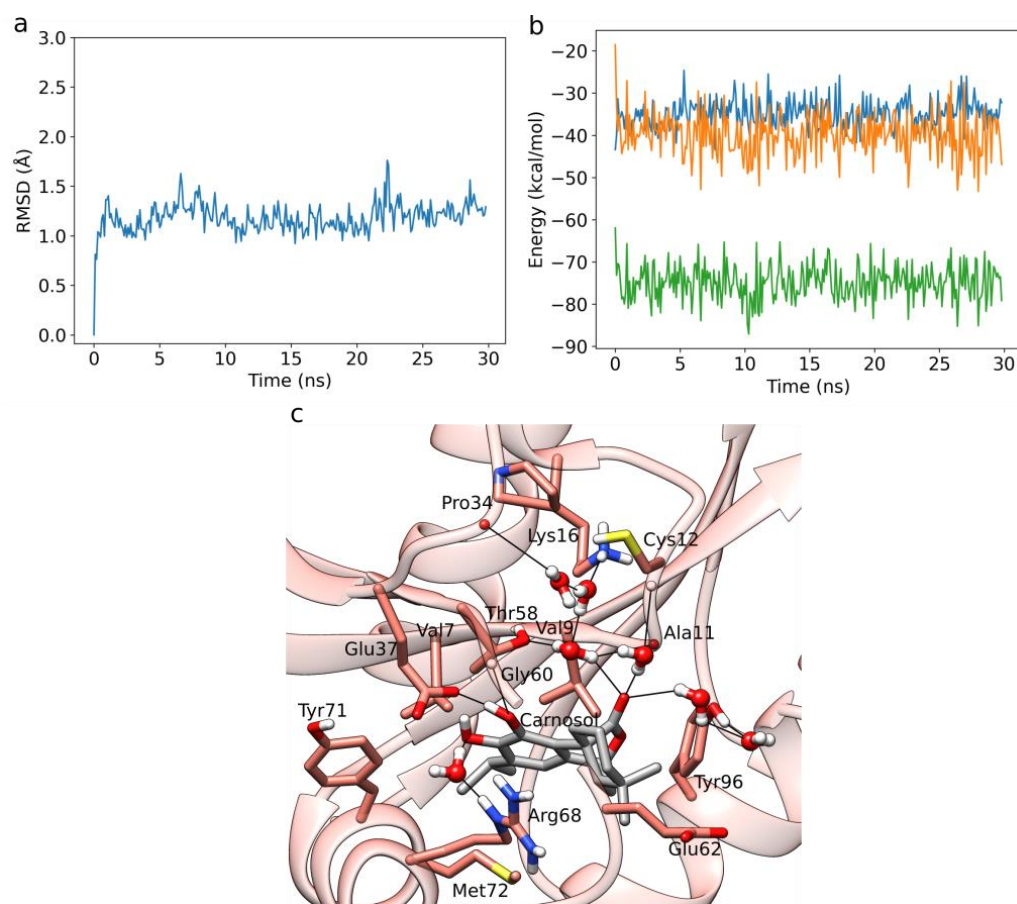 a
3.0
2.5
2.0
1.5
1.0
0.5
0.0
RMSD (Å)
0 5 10 15 20 25 30
Time (ns)
b
−20
−30
−40
−50
−60
−70
−80
−90
Energy (kcal/mol)
0 5 10 15 20 25 30
Time (ns)
c
Pro34
Lys16
Cys12
Thr58
Val7
Val9
Ala11
Glu37
Gly60
Tyr71
Carnosol
Tyr96
Arg68
Glu62
Met72